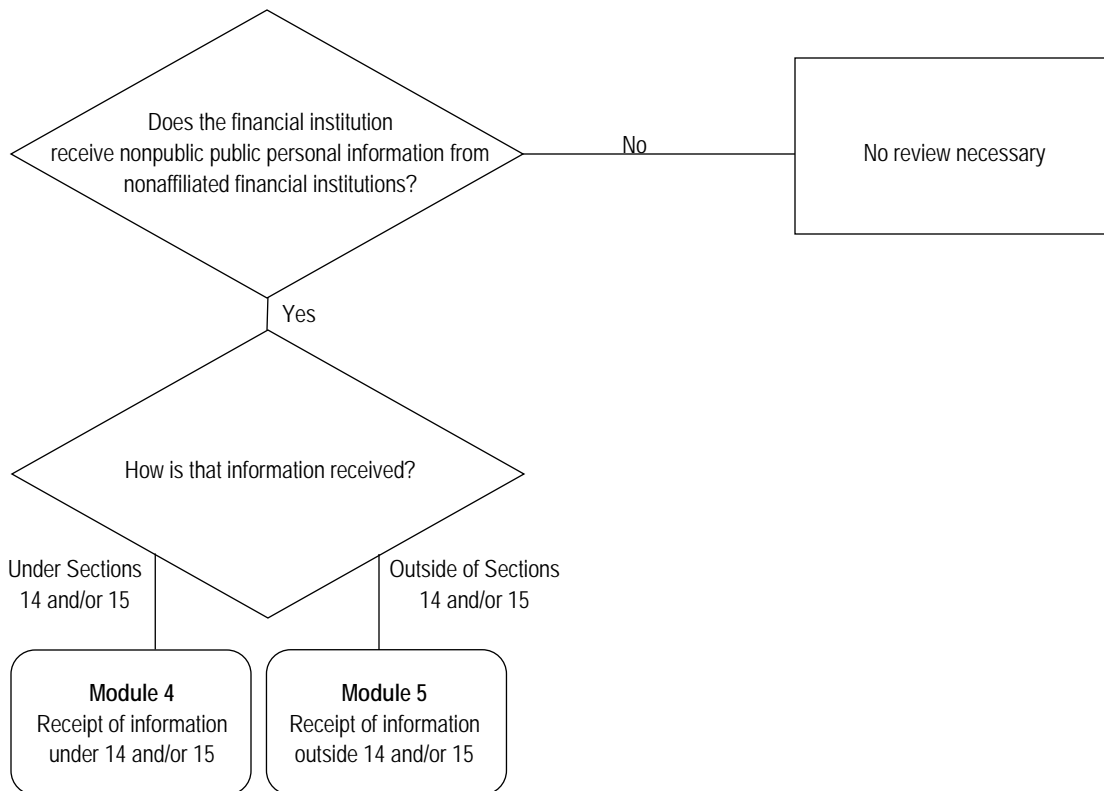 Does the financial institution
receive nonpublic public personal information from
nonaffiliated financial institutions?
No
No review necessary
Yes
How is that information received?
Under Sections
14 and/or 15
Outside of Sections
14 and/or 15
Module 4
Receipt of information
under 14 and/or 15
Module 5
Receipt of information
outside 14 and/or 15